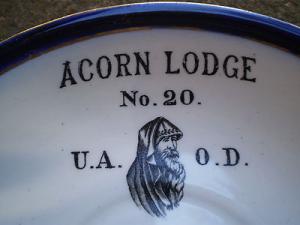 ACORN LODGE
No. 20.
U.A. O.D.